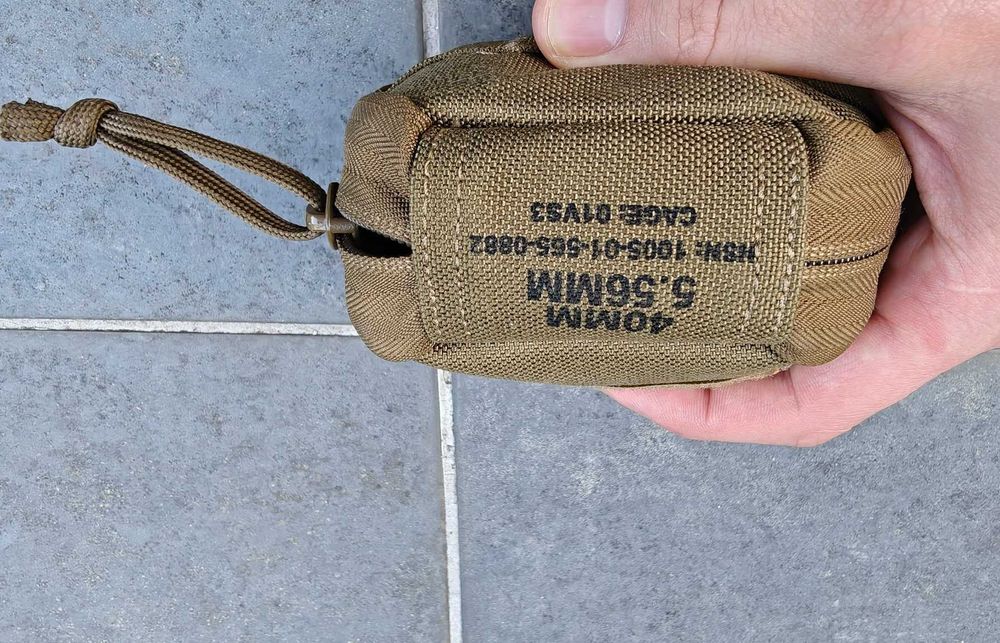 40MM
5.56MM
NSN: 1005-01-565-0882
CAGE: 01VS3